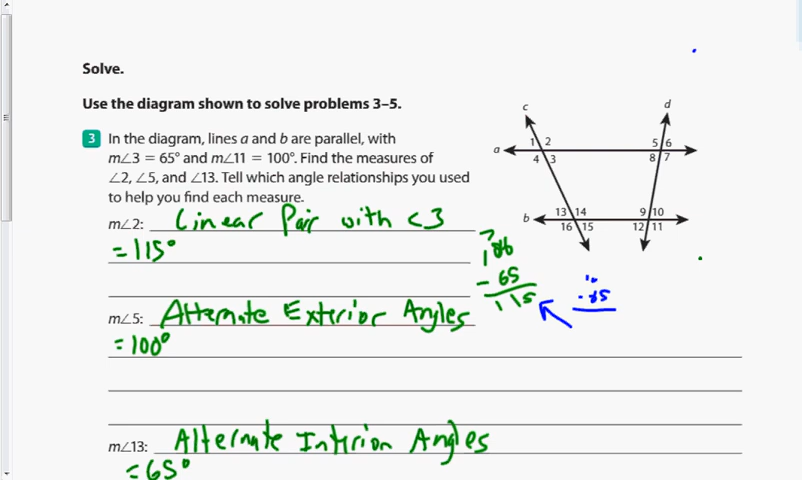 Solve.
Use the diagram shown to solve problems 3–5.
3 In the diagram, lines a and b are parallel, with
m∠3 = 65° and m∠11 = 100°. Find the measures of
∠2, ∠5, and ∠13. Tell which angle relationships you used
to help you find each measure.
c
d
1 2
5 6
a
4 3
8 7
m∠2: Linear Pair with <3
b
13 14
9 10
16 15
12 11
= 115°
- 65
115
m∠5: Alternate Exterior Angles
= 100°
m∠13: Alternate Interior Angles
= 65°